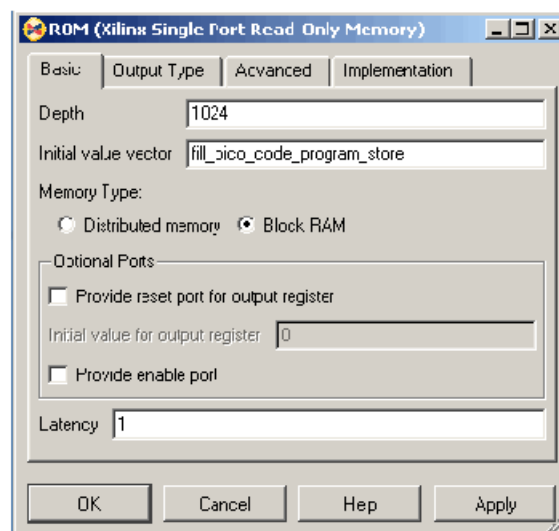 ROM (Xilinx Single Port Read-Only Memory)
Basic Output Type Advanced Implementation
Depth 1024
Initial value vector fill_pico_code_program_store
Memory Type:
Distributed memory Block RAM
Optional Ports
Provide reset port for output register
Initial value for output register 0
Provide enable port
Latency 1
OK Cancel Help Apply